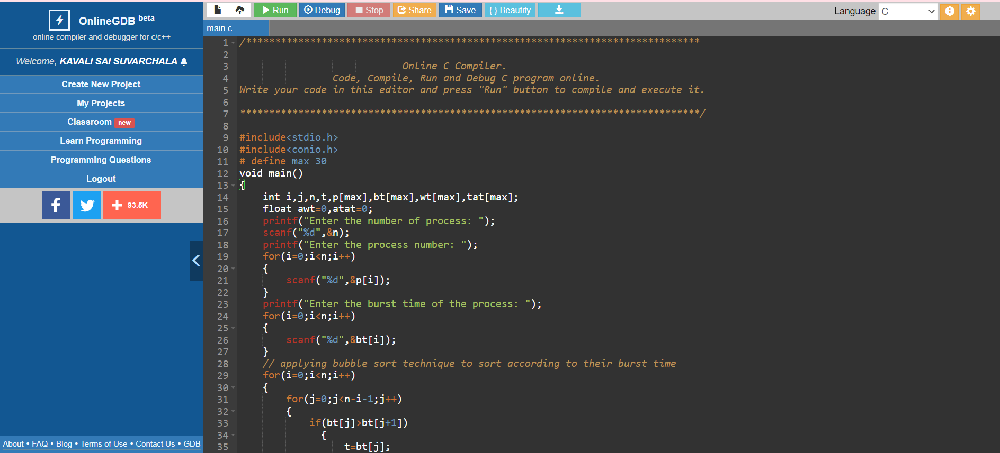 OnlineGDB beta
online compiler and debugger for c/c++
Welcome, KAVALI SAI SUVARCHALA
Create New Project
My Projects
Classroom new
Learn Programming
Programming Questions
Logout
93.5K
About • FAQ • Blog • Terms of Use • Contact Us • GDB
Run Debug Stop Share Save { } Beautify
Language C
main.c
1 /******************************************************************************
2
3 Online C Compiler.
4 Code, Compile, Run and Debug C program online.
5 Write your code in this editor and press "Run" button to compile and execute it.
6
7 *******************************************************************************/
8
9 #include<stdio.h>
10 #include<conio.h>
11 # define max 30
12 void main()
13 {
14 int i,j,n,t,p[max],bt[max],wt[max],tat[max];
15 float awt=0,atat=0;
16 printf("Enter the number of process: ");
17 scanf("%d",&n);
18 printf("Enter the process number: ");
19 for(i=0;i<n;i++)
20 {
21 scanf("%d",&p[i]);
22 }
23 printf("Enter the burst time of the process: ");
24 for(i=0;i<n;i++)
25 {
26 scanf("%d",&bt[i]);
27 }
28 // applying bubble sort technique to sort according to their burst time
29 for(i=0;i<n;i++)
30 {
31 for(j=0;j<n-i-1;j++)
32 {
33 if(bt[j]>bt[j+1])
34 {
35 t=bt[j];